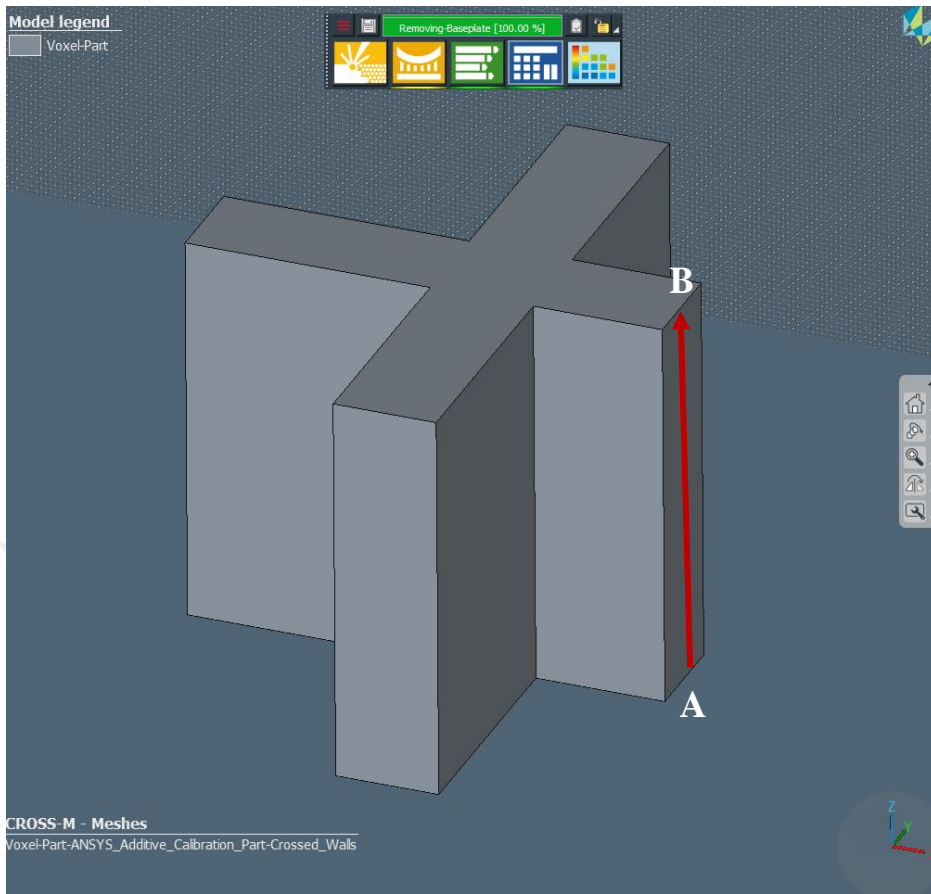 Model legend
Voxel-Part
Removing-Baseplate [100.00 %]
B
A
CROSS-M - Meshes
Voxel-Part-ANSYS_Additive_Calibration_Part-Crossed_Walls
Z
Y